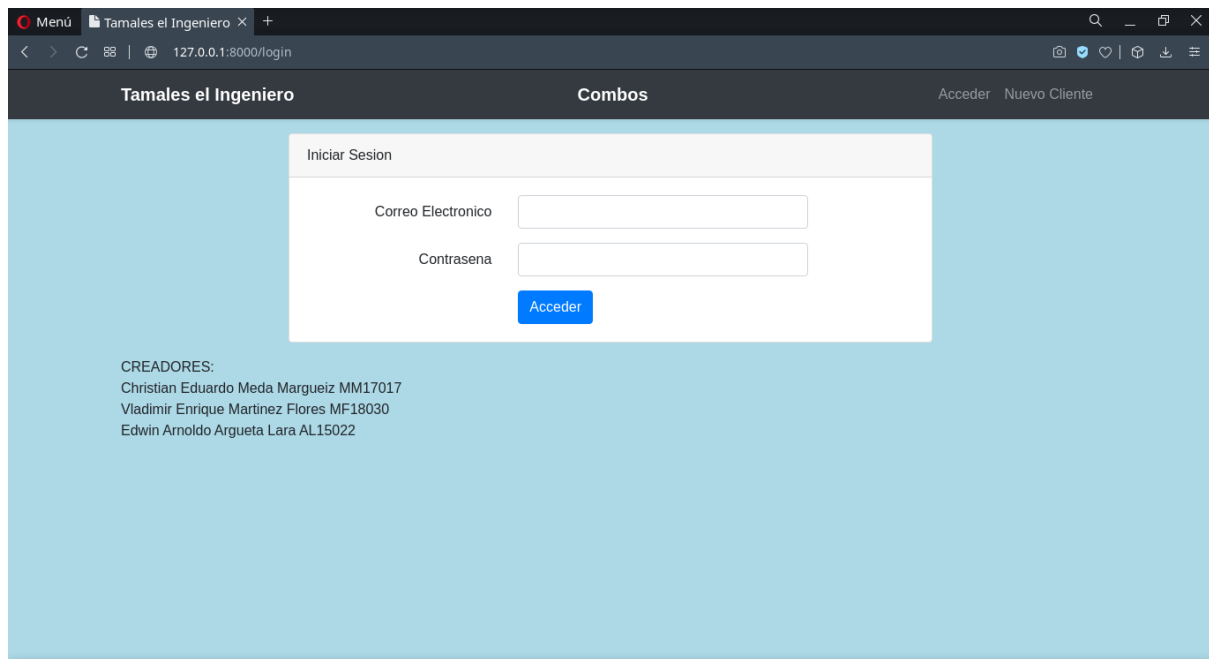 Menú Tamales el Ingeniero
127.0.0.1:8000/login
Tamales el Ingeniero Combos Acceder Nuevo Cliente
Iniciar Sesion
Correo Electronico
Contrasena
Acceder
CREADORES:
Christian Eduardo Meda Margueiz MM17017
Vladimir Enrique Martinez Flores MF18030
Edwin Arnoldo Argueta Lara AL15022